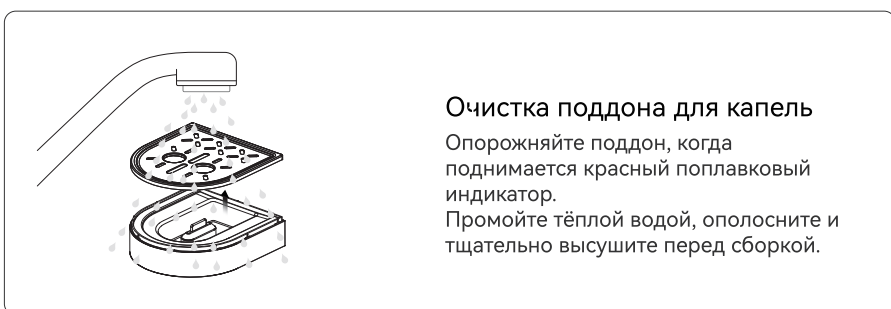 Очистка поддона для капель
Опорожняйте поддон, когда
поднимается красный поплавковый
индикатор.
Промойте тёплой водой, ополосните и
тщательно высушите перед сборкой.